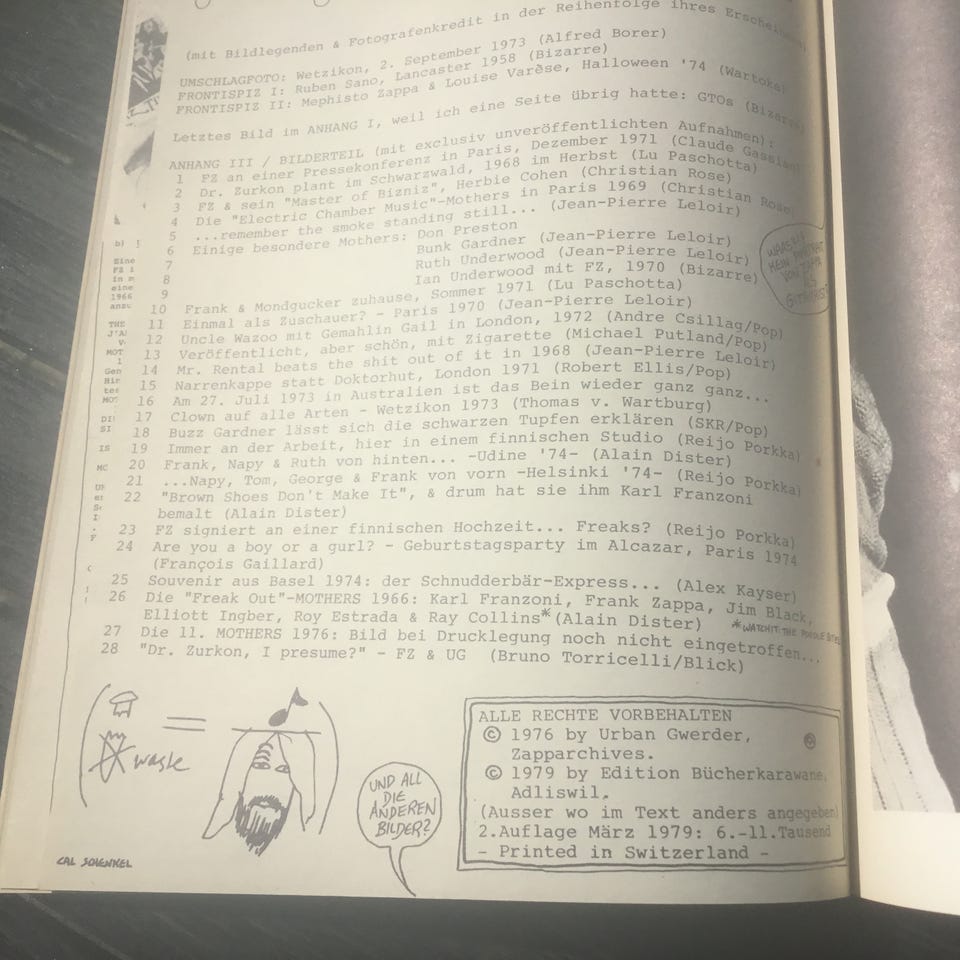 (mit Bildlegenden & Fotografenkredit in der Reihenfolge ihres
UMSCHLAGFOTO: Wetzikon, 2. September 1973 (Alfred Borer)
FRONTISPIZ I: Ruben Sano, Lancaster 1958 (Bizarre)
FRONTISPIZ II: Mephisto Zappa & Louise Varèse, Halloween '74
Letztes Bild im ANHANG I, weil ich eine Seite übrig hatte: GTOs
ANHANG III / BILDERTEIL (mit exclusiv unveröffentlichten Aufnahmen):
1 FZ an einer Pressekonferenz in Paris, Dezember 1971 (Claude
2 Dr. Zurkon plant im Schwarzwald, 1968 im Herbst (Lu Paschotta)
3 FZ & sein "Master of Bizniz", Herbie Cohen (Christian Rose)
4 Die "Electric Chamber Music"-Mothers in Paris 1969 (Christian Rose
5 ...remember the smoke standing still... (Jean-Pierre Leloir)
6 Einige besondere Mothers: Don Preston
7 Bunk Gardner (Jean-Pierre Leloir)
8 Ruth Underwood (Jean-Pierre Leloir)
9 Ian Underwood mit FZ, 1970 (Bizarre)
10 Frank & Mondgucker zuhause, Sommer 1971 (Lu Paschotta)
11 Einmal als Zuschauer? - Paris 1970 (Jean-Pierre Leloir)
12 Uncle Wazoo mit Gemahlin Gail in London, 1972 (Andre Csillag/Pop)
13 Veröffentlicht, aber schön, mit Zigarette (Michael Putland/Pop)
14 Mr. Rental beats the shit out of it in 1968 (Jean-Pierre Leloir)
15 Narrenkappe statt Doktorhut, London 1971 (Robert Ellis/Pop)
16 Am 27. Juli 1973 in Australien ist das Bein wieder ganz ganz...
17 Clown auf alle Arten - Wetzikon 1973 (Thomas v. Wartburg)
18 Buzz Gardner lässt sich die schwarzen Tupfen erklären (SKR/Pop)
19 Immer an der Arbeit, hier in einem finnischen Studio (Reijo Porkka)
20 Frank, Napy & Ruth von hinten... -Udine '74- (Alain Dister)
21 ...Napy, Tom, George & Frank von vorn -Helsinki '74- (Reijo Porkka)
22 "Brown Shoes Don't Make It", & drum hat sie ihm Karl Franzoni
bemalt (Alain Dister)
23 FZ signiert an einer finnischen Hochzeit... Freaks? (Reijo Porkka)
24 Are you a boy or a gurl? - Geburtstagsparty im Alcazar, Paris 1974
(François Gaillard)
25 Souvenir aus Basel 1974: der Schnudderbär-Express... (Alex Kayser)
26 Die "Freak Out"-MOTHERS 1966: Karl Franzoni, Frank Zappa, Jim Black,
Elliott Ingber, Roy Estrada & Ray Collins* (Alain Dister) * WATCHIT: THE POODLE
27 Die 11. MOTHERS 1976: Bild bei Drucklegung noch nicht eingetroffen...
28 "Dr. Zurkon, I presume?" - FZ & UG (Bruno Torricelli/Blick)
waste
CAL SCHENKEL
UND ALL
DIE
ANDEREN
BILDER?
ALLE RECHTE VORBEHALTEN
© 1976 by Urban Gwerder,
Zapparchives.
© 1979 by Edition Bücherkarawane,
Adliswil.
(Ausser wo im Text anders angegeben)
2.Auflage März 1979: 6.-11.Tausend
- Printed in Switzerland -